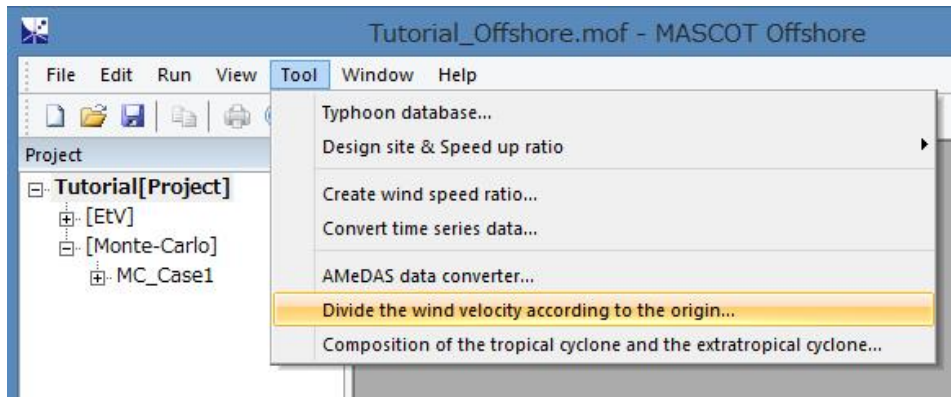 Tutorial_Offshore.mof - MASCOT Offshore
File Edit Run View Tool Window Help
Typhoon database...
Design site & Speed up ratio
Create wind speed ratio...
Convert time series data...
AMeDAS data converter...
Divide the wind velocity according to the origin...
Composition of the tropical cyclone and the extratropical cyclone...
Project
Tutorial[Project]
[EtV]
[Monte-Carlo]
MC_Case1